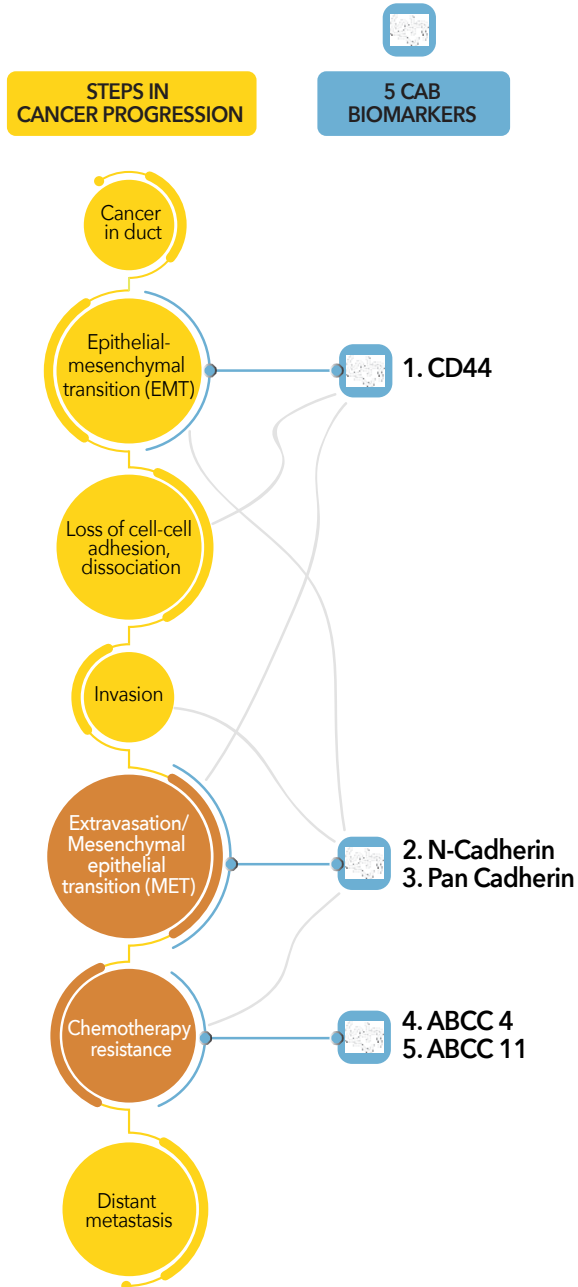 STEPS IN
CANCER PROGRESSION
5 CAB
BIOMARKERS
Cancer
in duct
Epithelial-
mesenchymal
transition (EMT)
1. CD44
Loss of cell-cell
adhesion,
dissociation
Invasion
Extravasation/
Mesenchymal
epithelial
transition (MET)
2. N-Cadherin
3. Pan Cadherin
Chemotherapy
resistance
4. ABCC 4
5. ABCC 11
Distant
metastasis